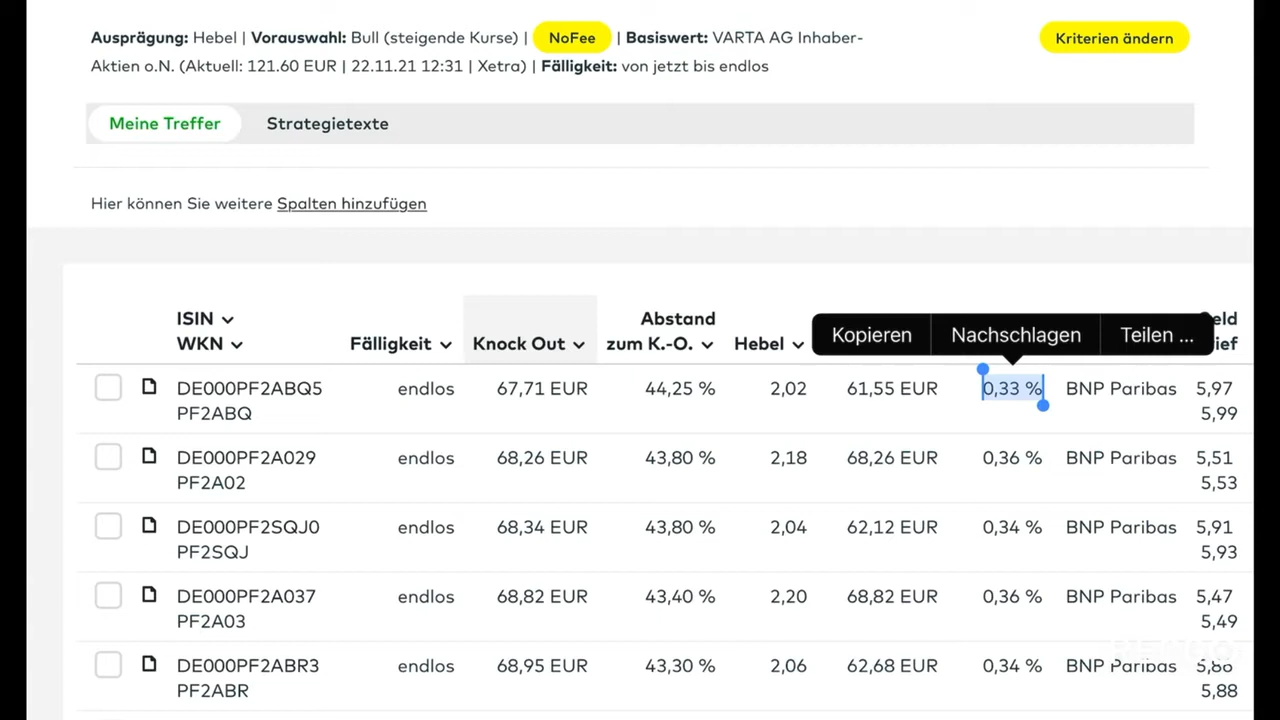 Ausprägung: Hebel | Vorauswahl: Bull (steigende Kurse) | NoFee | Basiswert: VARTA AG Inhaber-
Aktien o.N. (Aktuell: 121.60 EUR | 22.11.21 12:31 | Xetra) | Fälligkeit: von jetzt bis endlos
Kriterien ändern
Meine Treffer Strategietexte
Hier können Sie weitere Spalten hinzufügen
Kopieren Nachschlagen Teilen ...
ISIN Abstand
WKN Fälligkeit Knock Out zum K.-O. Hebel
DE000PF2ABQ5 endlos 67,71 EUR 44,25 % 2,02 61,55 EUR 0,33 % BNP Paribas 5,97
PF2ABQ 5,99
DE000PF2A029 endlos 68,26 EUR 43,80 % 2,18 68,26 EUR 0,36 % BNP Paribas 5,51
PF2A02 5,53
DE000PF2SQJ0 endlos 68,34 EUR 43,80 % 2,04 62,12 EUR 0,34 % BNP Paribas 5,91
PF2SQJ 5,93
DE000PF2A037 endlos 68,82 EUR 43,40 % 2,20 68,82 EUR 0,36 % BNP Paribas 5,47
PF2A03 5,49
DE000PF2ABR3 endlos 68,95 EUR 43,30 % 2,06 62,68 EUR 0,34 % BNP Paribas 5,86
PF2ABR 5,88